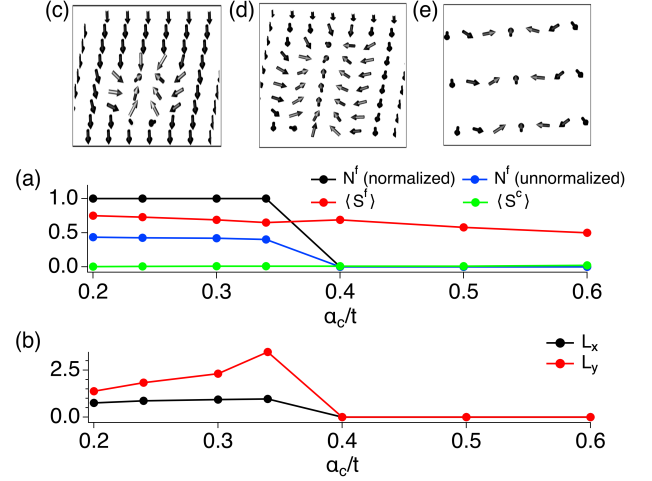 (c) (d) (e)
(a)
N^f (normalized) N^f (unnormalized)
⟨S^f⟩ ⟨S^c⟩
1.0
0.5
0.0
0.2 0.3 0.4 0.5 0.6
α_c/t
(b)
L_x
L_y
2.5
0.0
0.2 0.3 0.4 0.5 0.6
α_c/t